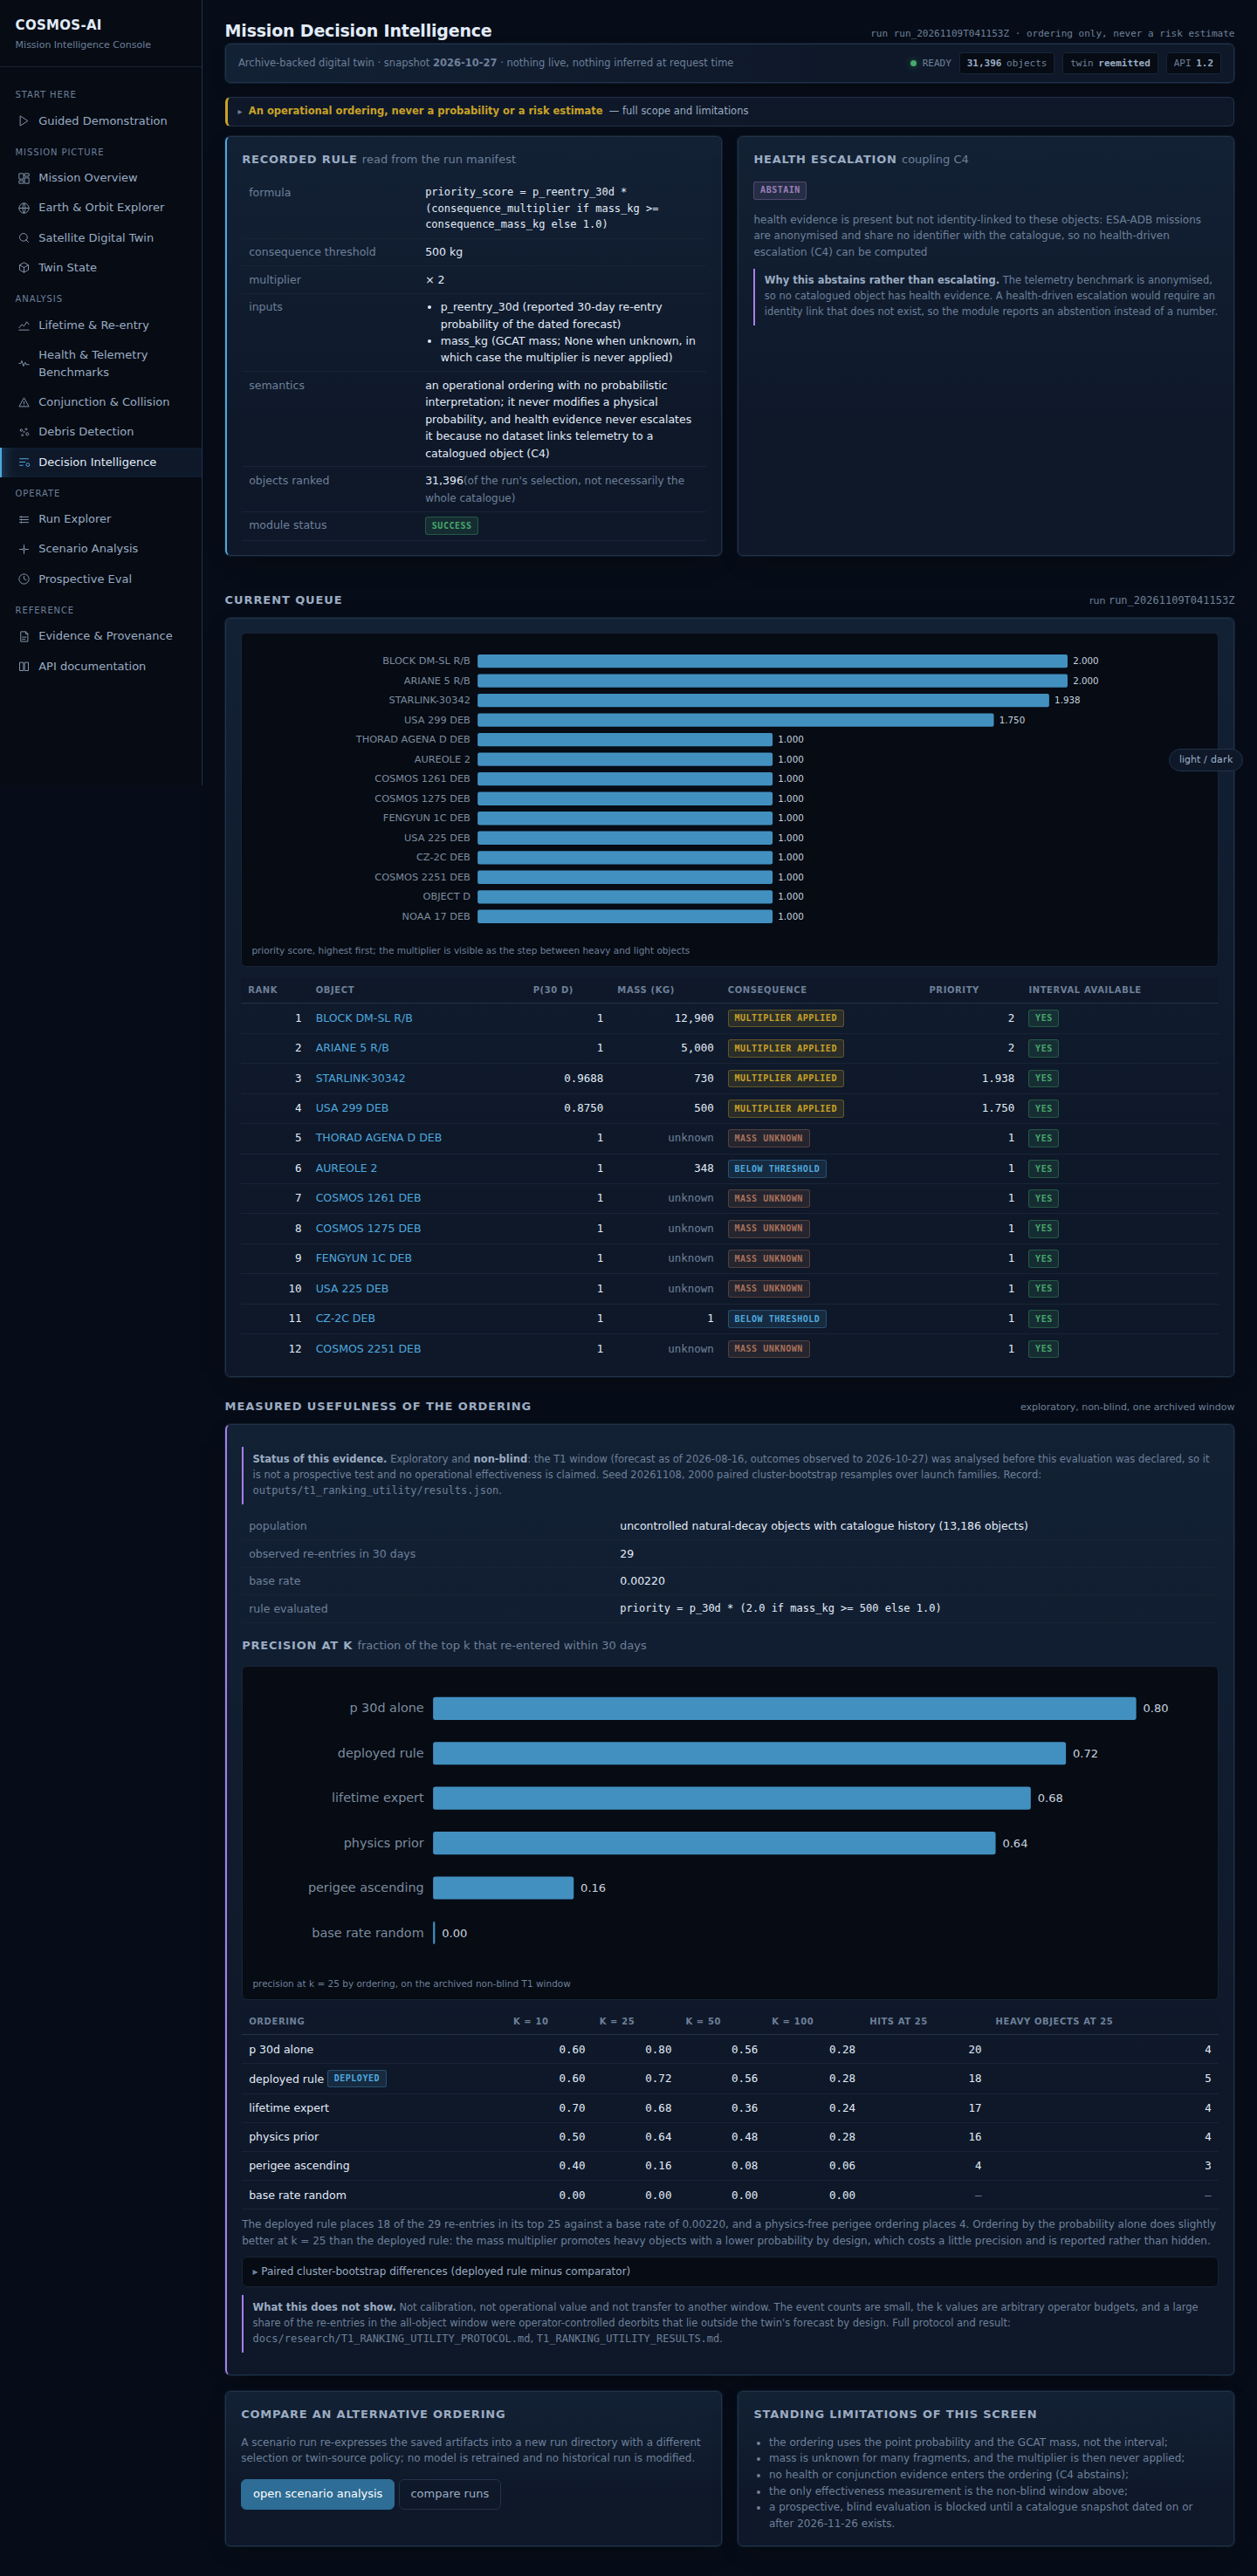 COSMOS-AI
Mission Intelligence Console
START HERE
Guided Demonstration
MISSION PICTURE
Mission Overview
Earth & Orbit Explorer
Satellite Digital Twin
Twin State
ANALYSIS
Lifetime & Re-entry
Health & Telemetry
Benchmarks
Conjunction & Collision
Debris Detection
Decision Intelligence
OPERATE
Run Explorer
Scenario Analysis
Prospective Eval
REFERENCE
Evidence & Provenance
API documentation
Mission Decision Intelligence
run run_20261109T041153Z · ordering only, never a risk estimate
Archive-backed digital twin · snapshot 2026-10-27 · nothing live, nothing inferred at request time
READY 31,396 objects twin reemitted API 1.2
▸ An operational ordering, never a probability or a risk estimate — full scope and limitations
RECORDED RULE read from the run manifest
formula priority_score = p_reentry_30d *
(consequence_multiplier if mass_kg >=
consequence_mass_kg else 1.0)
consequence threshold 500 kg
multiplier × 2
inputs • p_reentry_30d (reported 30-day re-entry
probability of the dated forecast)
• mass_kg (GCAT mass; None when unknown, in
which case the multiplier is never applied)
semantics an operational ordering with no probabilistic
interpretation; it never modifies a physical
probability, and health evidence never escalates
it because no dataset links telemetry to a
catalogued object (C4)
objects ranked 31,396(of the run's selection, not necessarily the
whole catalogue)
module status SUCCESS
HEALTH ESCALATION coupling C4
ABSTAIN
health evidence is present but not identity-linked to these objects: ESA-ADB missions
are anonymised and share no identifier with the catalogue, so no health-driven
escalation (C4) can be computed
Why this abstains rather than escalating. The telemetry benchmark is anonymised,
so no catalogued object has health evidence. A health-driven escalation would require an
identity link that does not exist, so the module reports an abstention instead of a number.
CURRENT QUEUE
run run_20261109T041153Z
BLOCK DM-SL R/B 2.000
ARIANE 5 R/B 2.000
STARLINK-30342 1.938
USA 299 DEB 1.750
THORAD AGENA D DEB 1.000
AUREOLE 2 1.000
COSMOS 1261 DEB 1.000
COSMOS 1275 DEB 1.000
FENGYUN 1C DEB 1.000
USA 225 DEB 1.000
CZ-2C DEB 1.000
COSMOS 2251 DEB 1.000
OBJECT D 1.000
NOAA 17 DEB 1.000
light / dark
priority score, highest first; the multiplier is visible as the step between heavy and light objects
RANK OBJECT P(30 D) MASS (KG) CONSEQUENCE PRIORITY INTERVAL AVAILABLE
1 BLOCK DM-SL R/B 1 12,900 MULTIPLIER APPLIED 2 YES
2 ARIANE 5 R/B 1 5,000 MULTIPLIER APPLIED 2 YES
3 STARLINK-30342 0.9688 730 MULTIPLIER APPLIED 1.938 YES
4 USA 299 DEB 0.8750 500 MULTIPLIER APPLIED 1.750 YES
5 THORAD AGENA D DEB 1 unknown MASS UNKNOWN 1 YES
6 AUREOLE 2 1 348 BELOW THRESHOLD 1 YES
7 COSMOS 1261 DEB 1 unknown MASS UNKNOWN 1 YES
8 COSMOS 1275 DEB 1 unknown MASS UNKNOWN 1 YES
9 FENGYUN 1C DEB 1 unknown MASS UNKNOWN 1 YES
10 USA 225 DEB 1 unknown MASS UNKNOWN 1 YES
11 CZ-2C DEB 1 1 BELOW THRESHOLD 1 YES
12 COSMOS 2251 DEB 1 unknown MASS UNKNOWN 1 YES
MEASURED USEFULNESS OF THE ORDERING
exploratory, non-blind, one archived window
Status of this evidence. Exploratory and non-blind: the T1 window (forecast as of 2026-08-16, outcomes observed to 2026-10-27) was analysed before this evaluation was declared, so it
is not a prospective test and no operational effectiveness is claimed. Seed 20261108, 2000 paired cluster-bootstrap resamples over launch families. Record:
outputs/t1_ranking_utility/results.json.
population uncontrolled natural-decay objects with catalogue history (13,186 objects)
observed re-entries in 30 days 29
base rate 0.00220
rule evaluated priority = p_30d * (2.0 if mass_kg >= 500 else 1.0)
PRECISION AT K fraction of the top k that re-entered within 30 days
p 30d alone 0.80
deployed rule 0.72
lifetime expert 0.68
physics prior 0.64
perigee ascending 0.16
base rate random 0.00
precision at k = 25 by ordering, on the archived non-blind T1 window
ORDERING K = 10 K = 25 K = 50 K = 100 HITS AT 25 HEAVY OBJECTS AT 25
p 30d alone 0.60 0.80 0.56 0.28 20 4
deployed rule DEPLOYED 0.60 0.72 0.56 0.28 18 5
lifetime expert 0.70 0.68 0.36 0.24 17 4
physics prior 0.50 0.64 0.48 0.28 16 4
perigee ascending 0.40 0.16 0.08 0.06 4 3
base rate random 0.00 0.00 0.00 0.00 — —
The deployed rule places 18 of the 29 re-entries in its top 25 against a base rate of 0.00220, and a physics-free perigee ordering places 4. Ordering by the probability alone does slightly
better at k = 25 than the deployed rule: the mass multiplier promotes heavy objects with a lower probability by design, which costs a little precision and is reported rather than hidden.
▸ Paired cluster-bootstrap differences (deployed rule minus comparator)
What this does not show. Not calibration, not operational value and not transfer to another window. The event counts are small, the k values are arbitrary operator budgets, and a large
share of the re-entries in the all-object window were operator-controlled deorbits that lie outside the twin's forecast by design. Full protocol and result:
docs/research/T1_RANKING_UTILITY_PROTOCOL.md, T1_RANKING_UTILITY_RESULTS.md.
COMPARE AN ALTERNATIVE ORDERING
A scenario run re-expresses the saved artifacts into a new run directory with a different
selection or twin-source policy; no model is retrained and no historical run is modified.
open scenario analysis compare runs
STANDING LIMITATIONS OF THIS SCREEN
• the ordering uses the point probability and the GCAT mass, not the interval;
• mass is unknown for many fragments, and the multiplier is then never applied;
• no health or conjunction evidence enters the ordering (C4 abstains);
• the only effectiveness measurement is the non-blind window above;
• a prospective, blind evaluation is blocked until a catalogue snapshot dated on or
after 2026-11-26 exists.